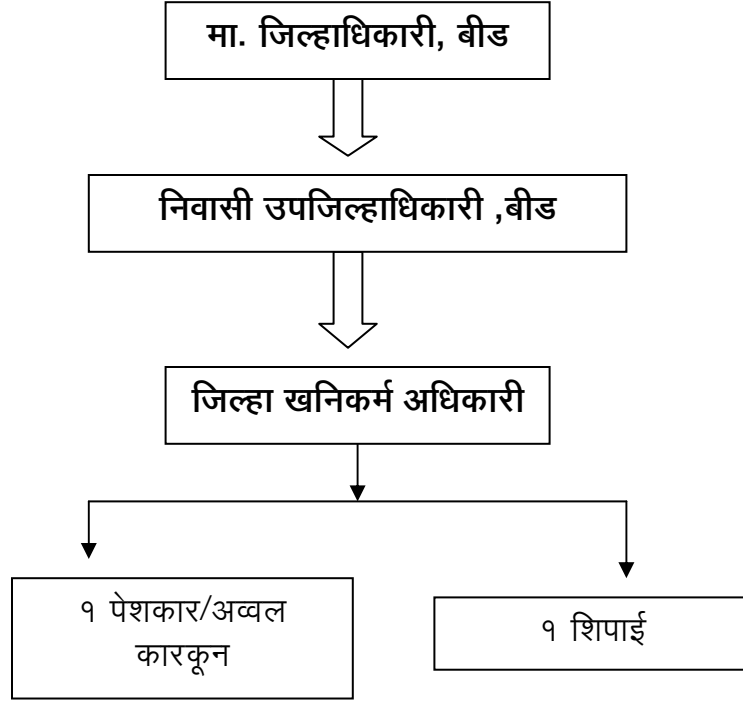 मा. जिल्हाधिकारी, बीड
निवासी उपजिल्हाधिकारी ,बीड
जिल्हा खनिकर्म अधिकारी
१ पेशकार/अव्वल
कारकून
१ शिपाई